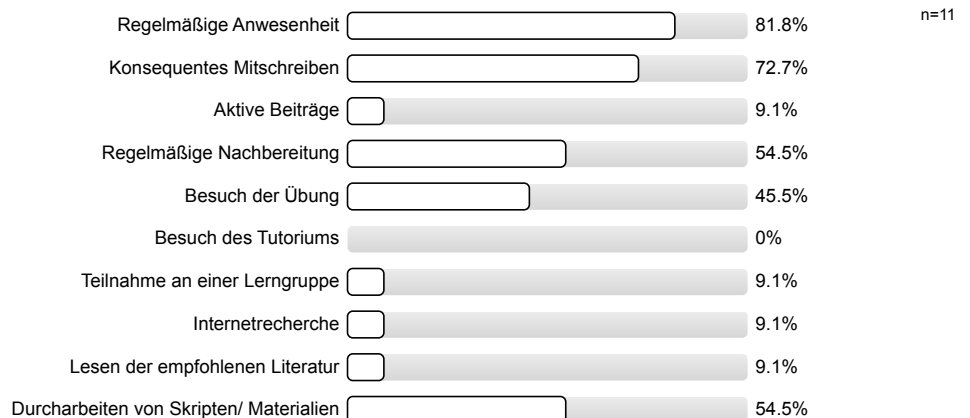 Regelmäßige Anwesenheit 81.8% n=11
Konsequentes Mitschreiben 72.7%
Aktive Beiträge 9.1%
Regelmäßige Nachbereitung 54.5%
Besuch der Übung 45.5%
Besuch des Tutoriums 0%
Teilnahme an einer Lerngruppe 9.1%
Internetrecherche 9.1%
Lesen der empfohlenen Literatur 9.1%
Durcharbeiten von Skripten/ Materialien 54.5%